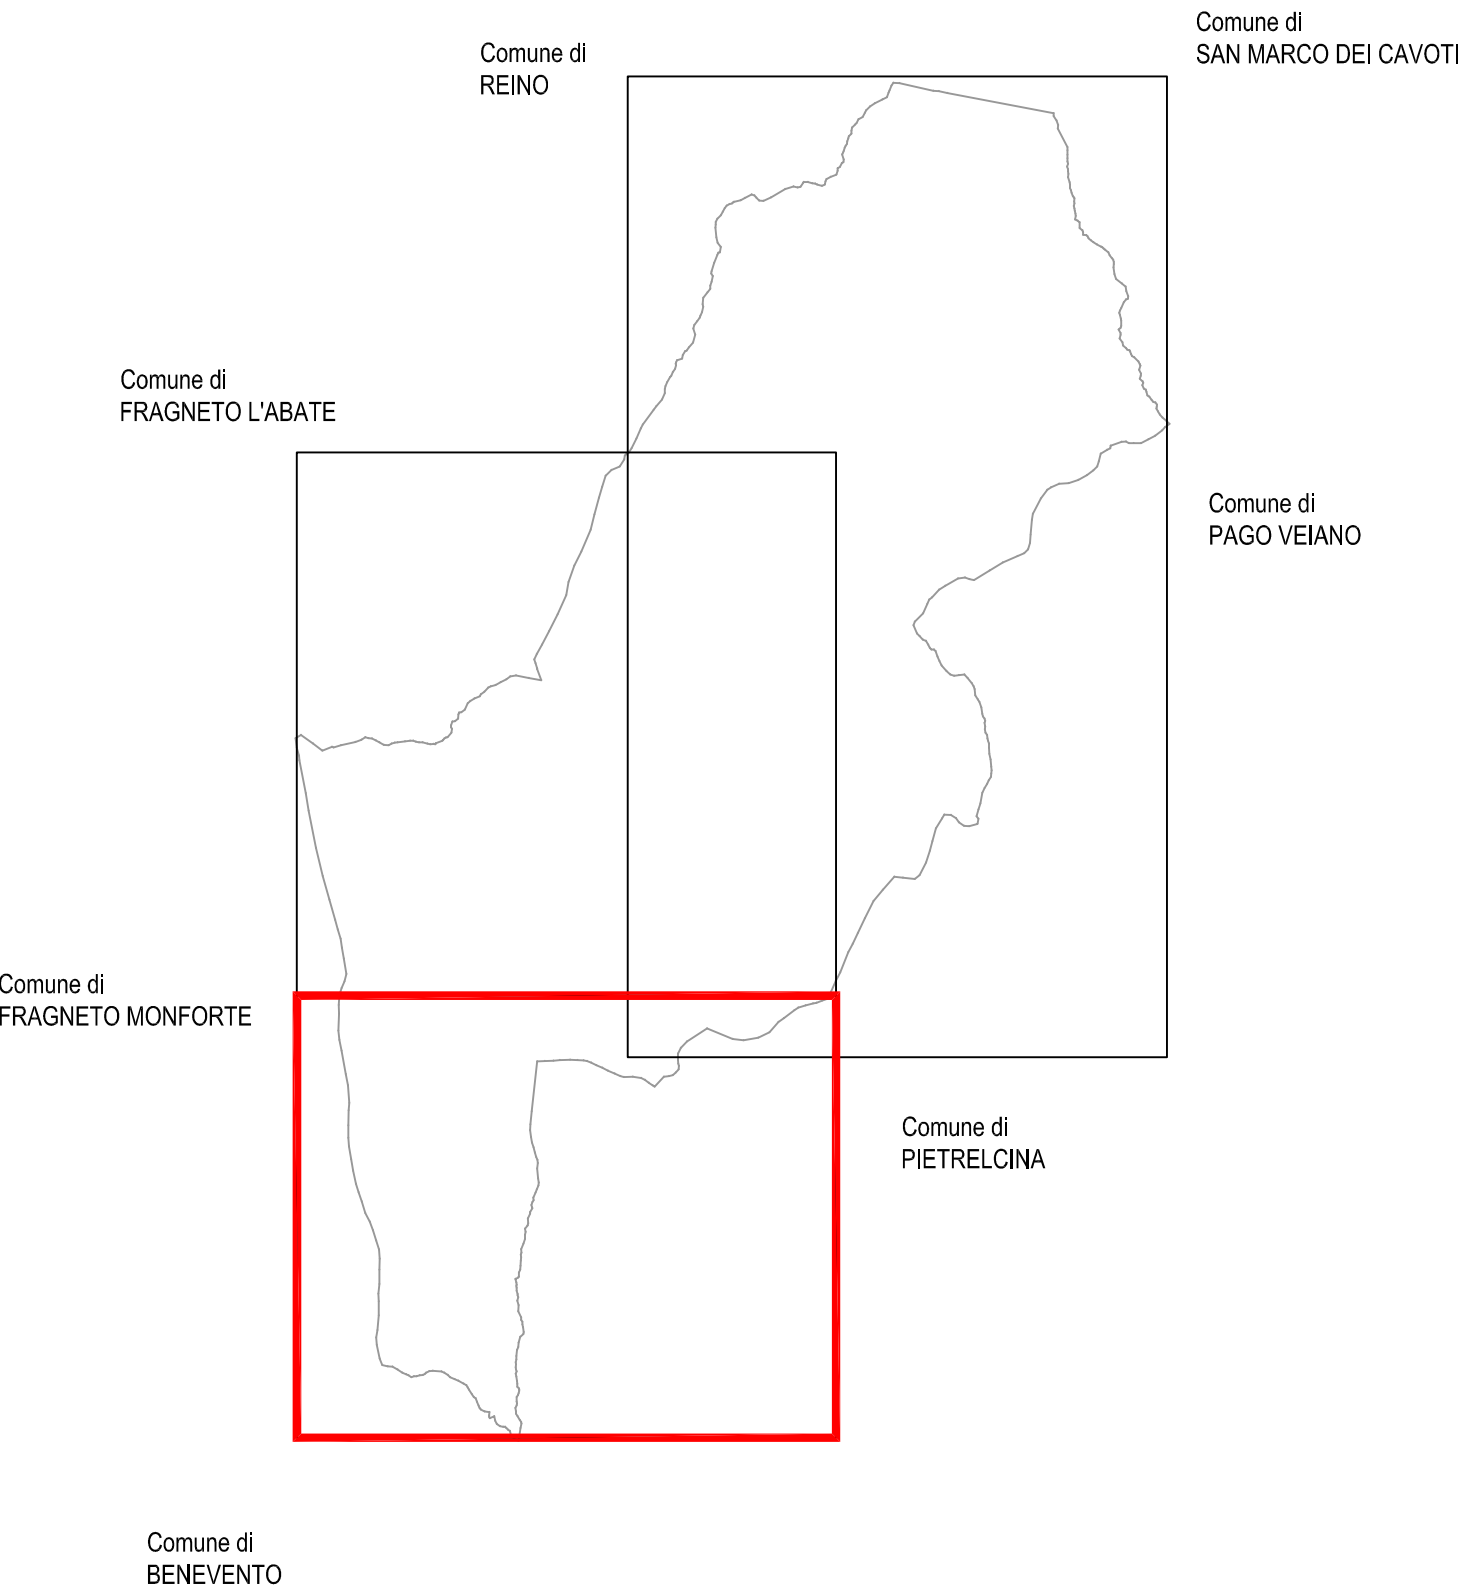 Comune di
SAN MARCO DEI CAVOTI
Comune di
REINO
Comune di
FRAGNETO L'ABATE
Comune di
PAGO VEIANO
Comune di
FRAGNETO MONFORTE
Comune di
PIETRELCINA
Comune di
BENEVENTO